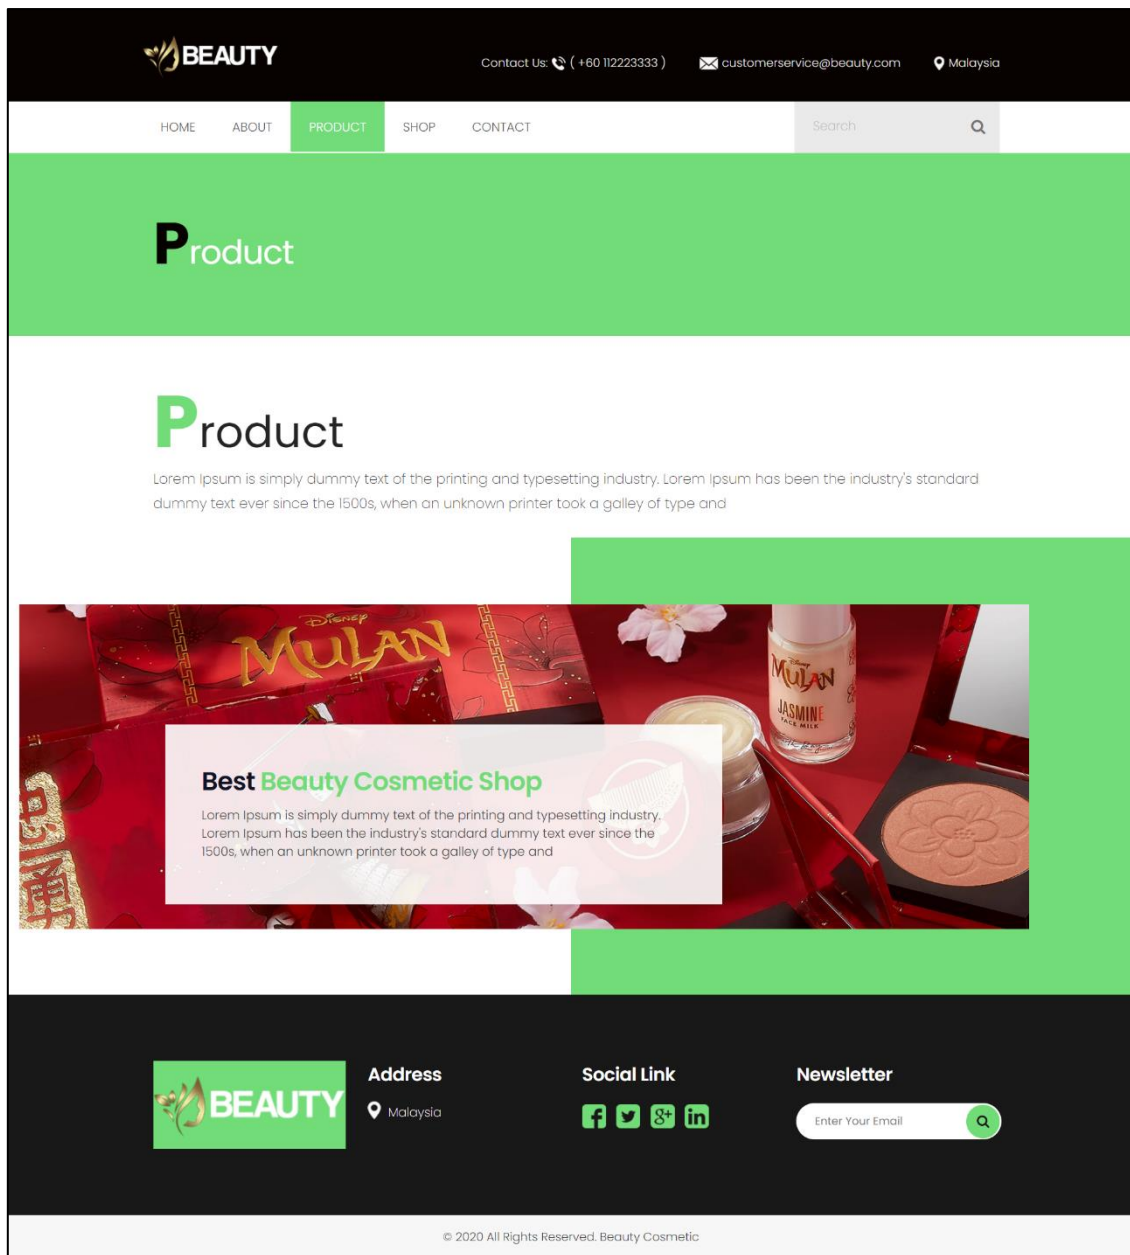 BEAUTY
Contact Us: ( +60 112223333 ) customerservice@beauty.com Malaysia
HOME ABOUT PRODUCT SHOP CONTACT Search
Product
Product
Lorem Ipsum is simply dummy text of the printing and typesetting industry. Lorem Ipsum has been the industry's standard
dummy text ever since the 1500s, when an unknown printer took a galley of type and
Disney
MULAN
Disney
MULAN
JASMINE
FACE MILK
Best Beauty Cosmetic Shop
Lorem Ipsum is simply dummy text of the printing and typesetting industry.
Lorem Ipsum has been the industry's standard dummy text ever since the
1500s, when an unknown printer took a galley of type and
BEAUTY
Address
Malaysia
Social Link
Newsletter
Enter Your Email
© 2020 All Rights Reserved. Beauty Cosmetic